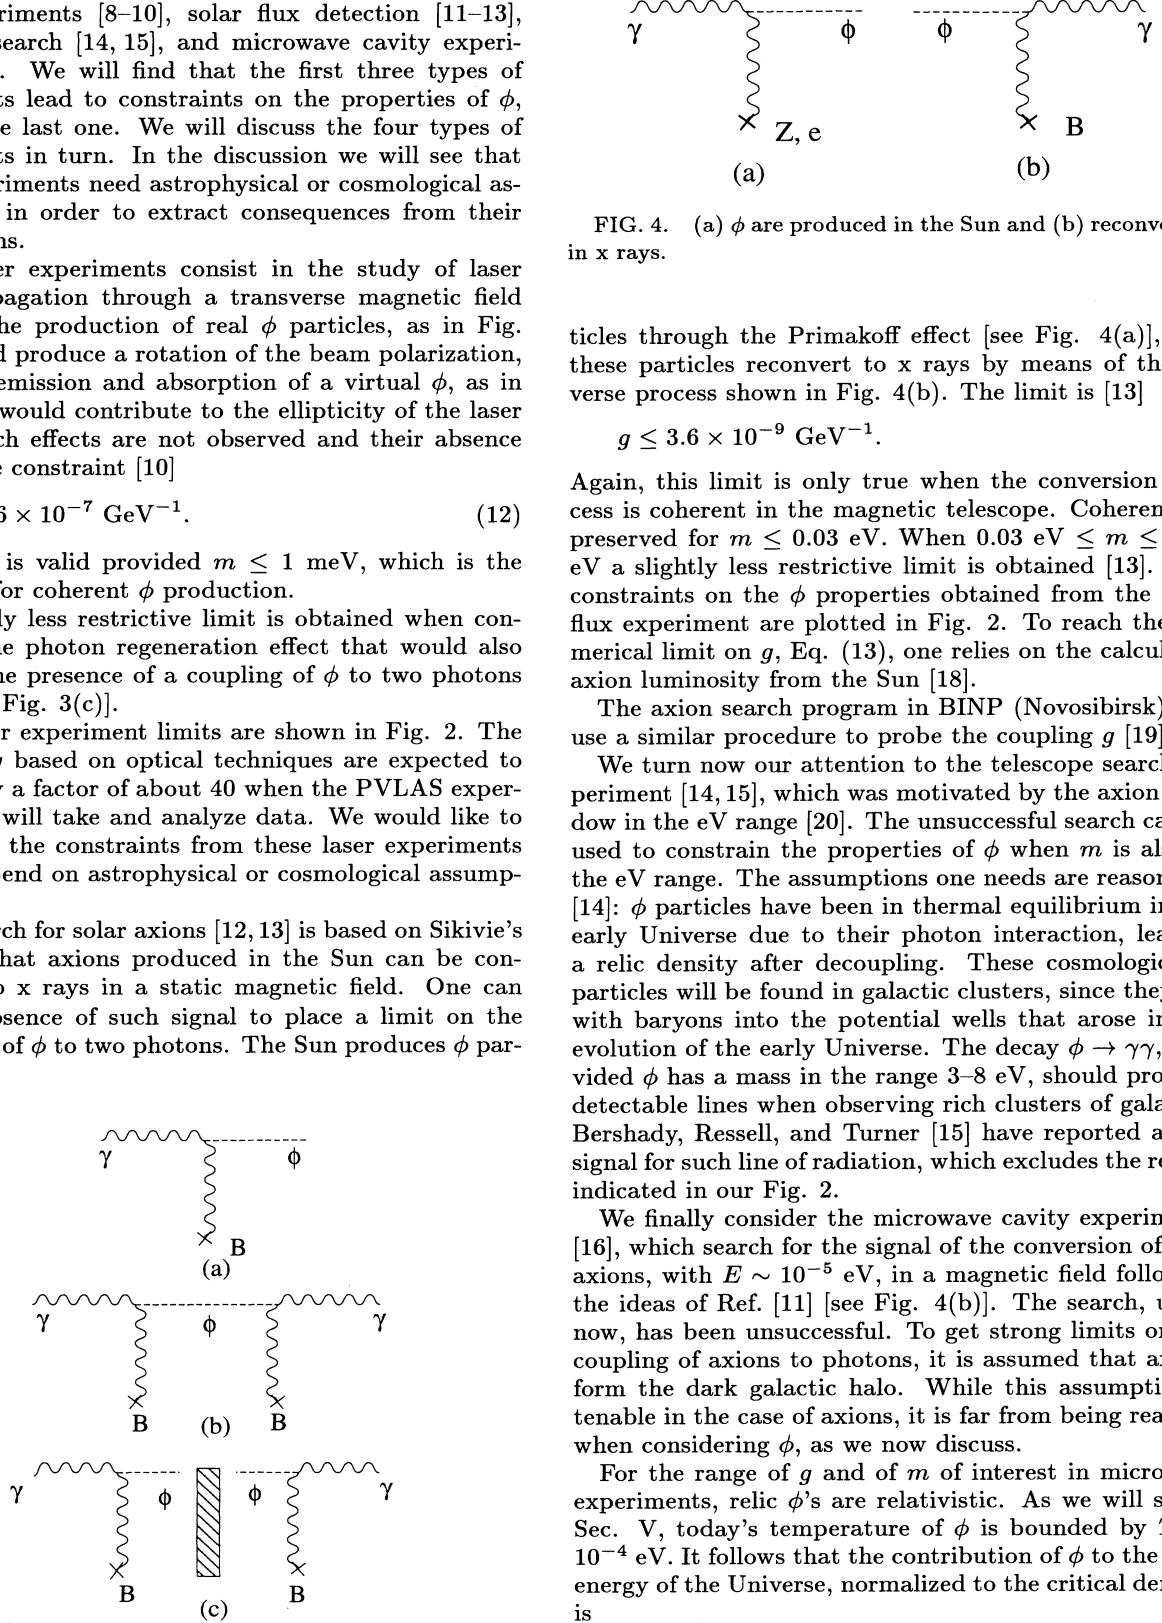 riments [8–10], solar flux detection [11–13],
search [14, 15], and microwave cavity experi-
. We will find that the first three types of
ts lead to constraints on the properties of ϕ,
e last one. We will discuss the four types of
ts in turn. In the discussion we will see that
riments need astrophysical or cosmological as-
in order to extract consequences from their
ns.
er experiments consist in the study of laser
pagation through a transverse magnetic field
he production of real ϕ particles, as in Fig.
d produce a rotation of the beam polarization,
emission and absorption of a virtual ϕ, as in
would contribute to the ellipticity of the laser
ch effects are not observed and their absence
e constraint [10]
6 × 10⁻⁷ GeV⁻¹. (12)
is valid provided m ≤ 1 meV, which is the
for coherent ϕ production.
ly less restrictive limit is obtained when con-
he photon regeneration effect that would also
he presence of a coupling of ϕ to two photons
Fig. 3(c)].
r experiment limits are shown in Fig. 2. The
y based on optical techniques are expected to
y a factor of about 40 when the PVLAS exper-
will take and analyze data. We would like to
the constraints from these laser experiments
end on astrophysical or cosmological assump-
rch for solar axions [12, 13] is based on Sikivie's
hat axions produced in the Sun can be con-
o x rays in a static magnetic field. One can
bsence of such signal to place a limit on the
of ϕ to two photons. The Sun produces ϕ par-
γ ϕ
B
(a)
γ ϕ γ
B (b) B
γ ϕ ϕ γ
B B
(c)
γ ϕ ϕ γ
Z, e B
(a) (b)
FIG. 4. (a) ϕ are produced in the Sun and (b) reconve
in x rays.
ticles through the Primakoff effect [see Fig. 4(a)],
these particles reconvert to x rays by means of th
verse process shown in Fig. 4(b). The limit is [13]
g ≤ 3.6 × 10⁻⁹ GeV⁻¹.
Again, this limit is only true when the conversion
cess is coherent in the magnetic telescope. Coheren
preserved for m ≤ 0.03 eV. When 0.03 eV ≤ m ≤
eV a slightly less restrictive limit is obtained [13].
constraints on the ϕ properties obtained from the
flux experiment are plotted in Fig. 2. To reach the
merical limit on g, Eq. (13), one relies on the calcul
axion luminosity from the Sun [18].
The axion search program in BINP (Novosibirsk)
use a similar procedure to probe the coupling g [19]
We turn now our attention to the telescope search
periment [14, 15], which was motivated by the axion
dow in the eV range [20]. The unsuccessful search ca
used to constrain the properties of ϕ when m is al
the eV range. The assumptions one needs are reason
[14]: ϕ particles have been in thermal equilibrium in
early Universe due to their photon interaction, lea
a relic density after decoupling. These cosmologic
particles will be found in galactic clusters, since they
with baryons into the potential wells that arose in
evolution of the early Universe. The decay ϕ → γγ,
vided ϕ has a mass in the range 3–8 eV, should pro
detectable lines when observing rich clusters of gala
Bershady, Ressell, and Turner [15] have reported a
signal for such line of radiation, which excludes the re
indicated in our Fig. 2.
We finally consider the microwave cavity experim
[16], which search for the signal of the conversion of
axions, with E ∼ 10⁻⁵ eV, in a magnetic field follo
the ideas of Ref. [11] [see Fig. 4(b)]. The search, u
now, has been unsuccessful. To get strong limits on
coupling of axions to photons, it is assumed that a
form the dark galactic halo. While this assumpti
tenable in the case of axions, it is far from being rea
when considering ϕ, as we now discuss.
For the range of g and of m of interest in micro
experiments, relic ϕ's are relativistic. As we will s
Sec. V, today's temperature of ϕ is bounded by
10⁻⁴ eV. It follows that the contribution of ϕ to the
energy of the Universe, normalized to the critical de
is